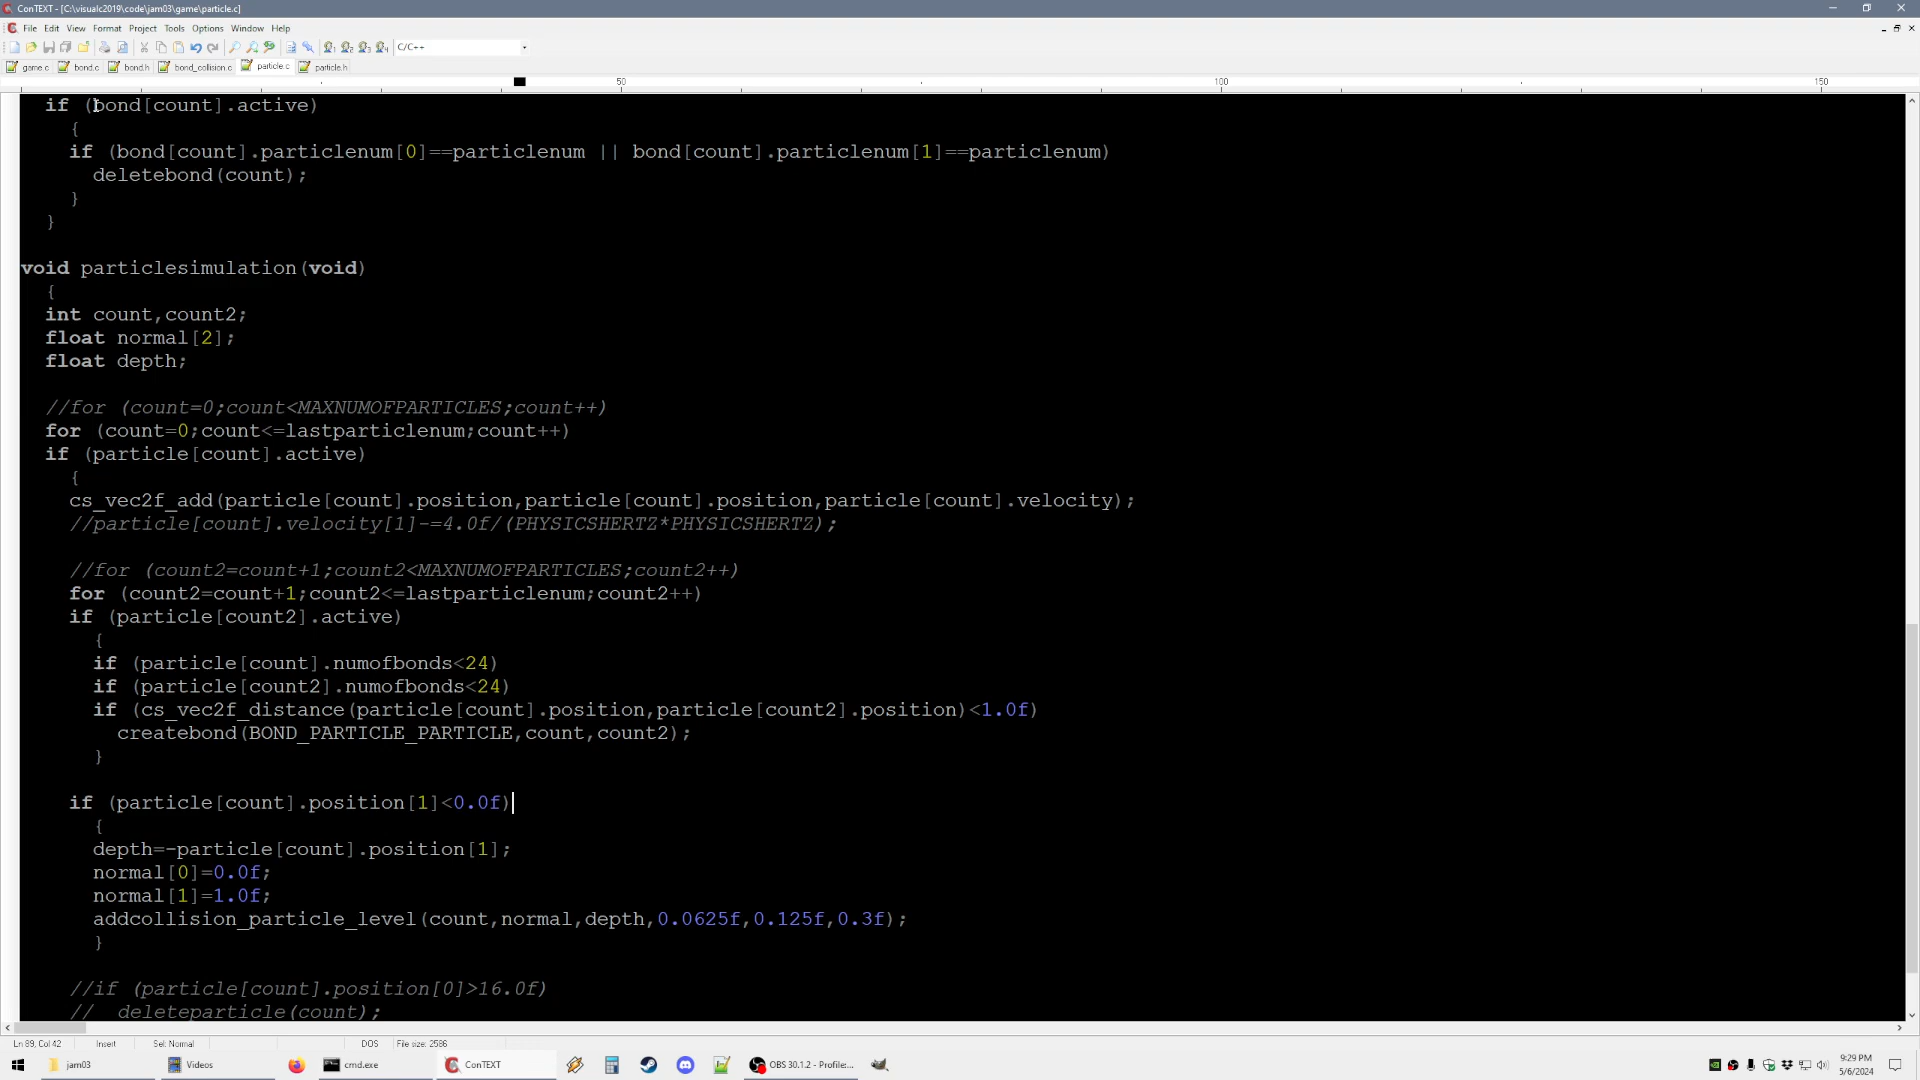 ConTEXT - [C:\visualc2019\code\jam03\game\particle.c]
File Edit View Format Project Tools Options Window Help
C/C++
game.c bond.c bond.h bond_collision.c particle.c particle.h
50 100 150
if (bond[count].active)
{
if (bond[count].particlenum[0]==particlenum || bond[count].particlenum[1]==particlenum)
deletebond(count);
}
}
void particlesimulation(void)
{
int count,count2;
float normal[2];
float depth;
//for (count=0;count<MAXNUMOFPARTICLES;count++)
for (count=0;count<=lastparticlenum;count++)
if (particle[count].active)
{
cs_vec2f_add(particle[count].position,particle[count].position,particle[count].velocity);
//particle[count].velocity[1]-=4.0f/(PHYSICSHERTZ*PHYSICSHERTZ);
//for (count2=count+1;count2<MAXNUMOFPARTICLES;count2++)
for (count2=count+1;count2<=lastparticlenum;count2++)
if (particle[count2].active)
{
if (particle[count].numofbonds<24)
if (particle[count2].numofbonds<24)
if (cs_vec2f_distance(particle[count].position,particle[count2].position)<1.0f)
createbond(BOND_PARTICLE_PARTICLE,count,count2);
}
if (particle[count].position[1]<0.0f)
{
depth=-particle[count].position[1];
normal[0]=0.0f;
normal[1]=1.0f;
addcollision_particle_level(count,normal,depth,0.0625f,0.125f,0.3f);
}
//if (particle[count].position[0]>16.0f)
//  deleteparticle(count);
Ln 89, Col 42 Insert Sel: Normal DOS File size: 2586
jam03 Videos cmd.exe ConTEXT OBS 30.1.2 - Profile:... 9:29 PM
5/6/2024